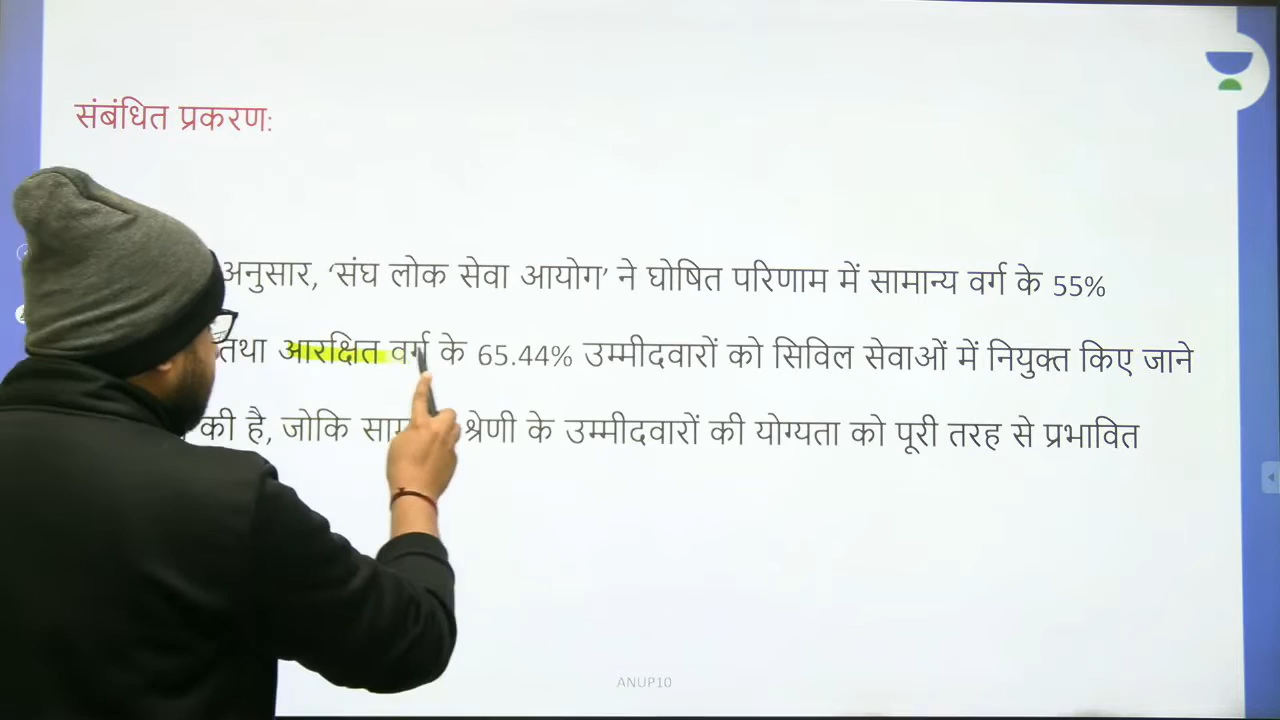 संबंधित प्रकरण:
अनुसार, ‘संघ लोक सेवा आयोग’ ने घोषित परिणाम में सामान्य वर्ग के 55%
तथा आरक्षित वर्ग के 65.44% उम्मीदवारों को सिविल सेवाओं में नियुक्त किए जाने
की है, जोकि श्रेणी के उम्मीदवारों की योग्यता को पूरी तरह से प्रभावित
ANUP10